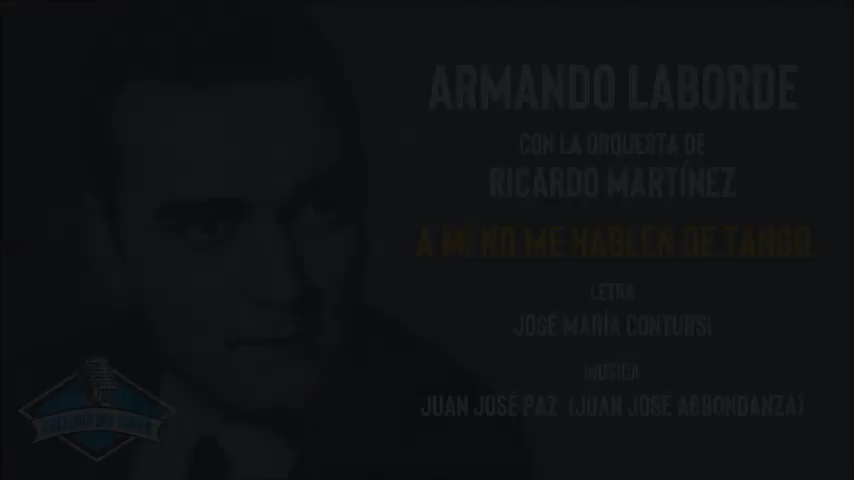 ARMANDO LABORDE
CON LA ORQUESTA DE
RICARDO MARTÍNEZ
A MÍ NO ME HABLEN DE TANGO...
LETRA
JOSÉ MARÍA CONTURSI
MÚSICA
JUAN JOSÉ PAZ (JUAN JOSÉ ABBONDANZA)